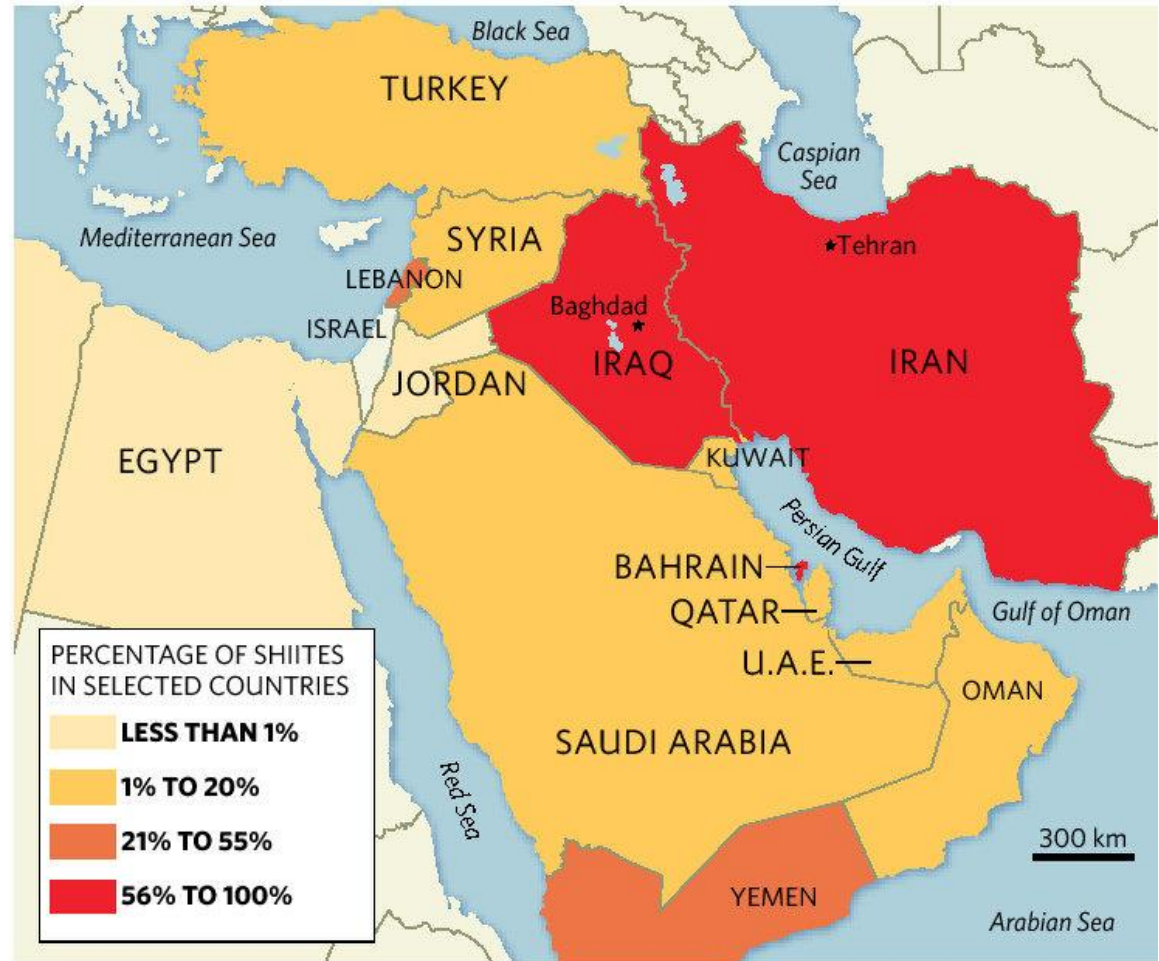 Black Sea
TURKEY
Caspian
Sea
Tehran
Mediterranean Sea
SYRIA
LEBANON
Baghdad
ISRAEL
IRAQ
IRAN
JORDAN
EGYPT
KUWAIT
Persian Gulf
BAHRAIN
QATAR
Gulf of Oman
U.A.E.
OMAN
SAUDI ARABIA
Red Sea
YEMEN
300 km
Arabian Sea
PERCENTAGE OF SHIITES
IN SELECTED COUNTRIES
LESS THAN 1%
1% TO 20%
21% TO 55%
56% TO 100%